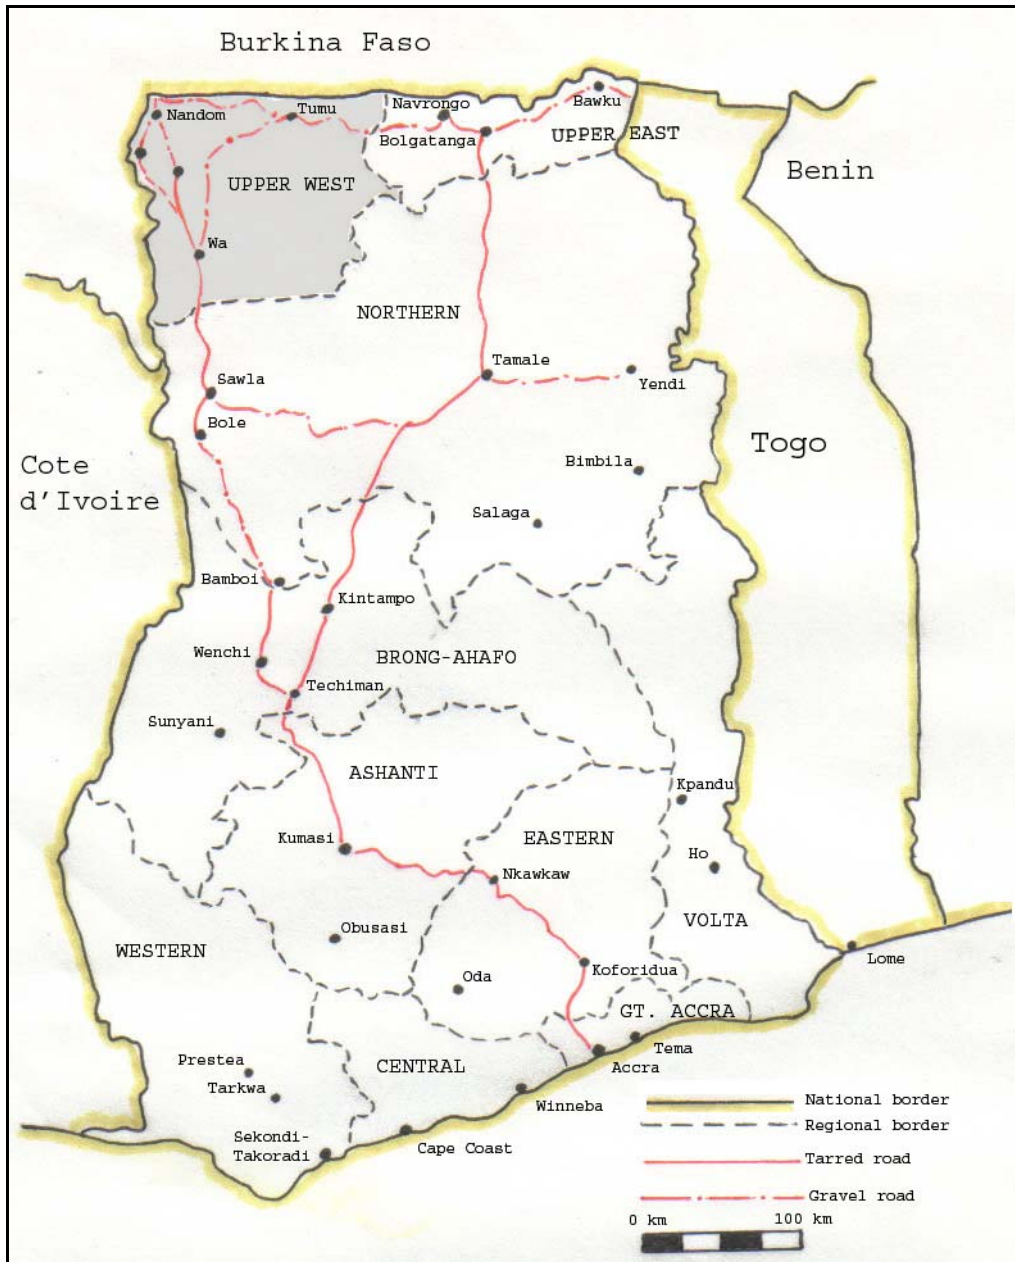 Burkina Faso
Nandom
Tumu
Navrongo
Bawku
Bolgatanga
UPPER EAST
Benin
UPPER WEST
Wa
NORTHERN
Tamale
Yendi
Sawla
Bole
Togo
Cote
d'Ivoire
Bimbila
Salaga
Bamboi
Kintampo
Wenchi
BRONG-AHAFO
Techiman
Sunyani
ASHANTI
Kpandu
Kumasi
EASTERN
Ho
Nkawkaw
VOLTA
Obusasi
WESTERN
Lome
Koforidua
Oda
GT. ACCRA
Tema
Prestea
CENTRAL
Accra
Tarkwa
Winneba
Sekondi-
Takoradi
Cape Coast
National border
Regional border
Tarred road
Gravel road
0 km 100 km